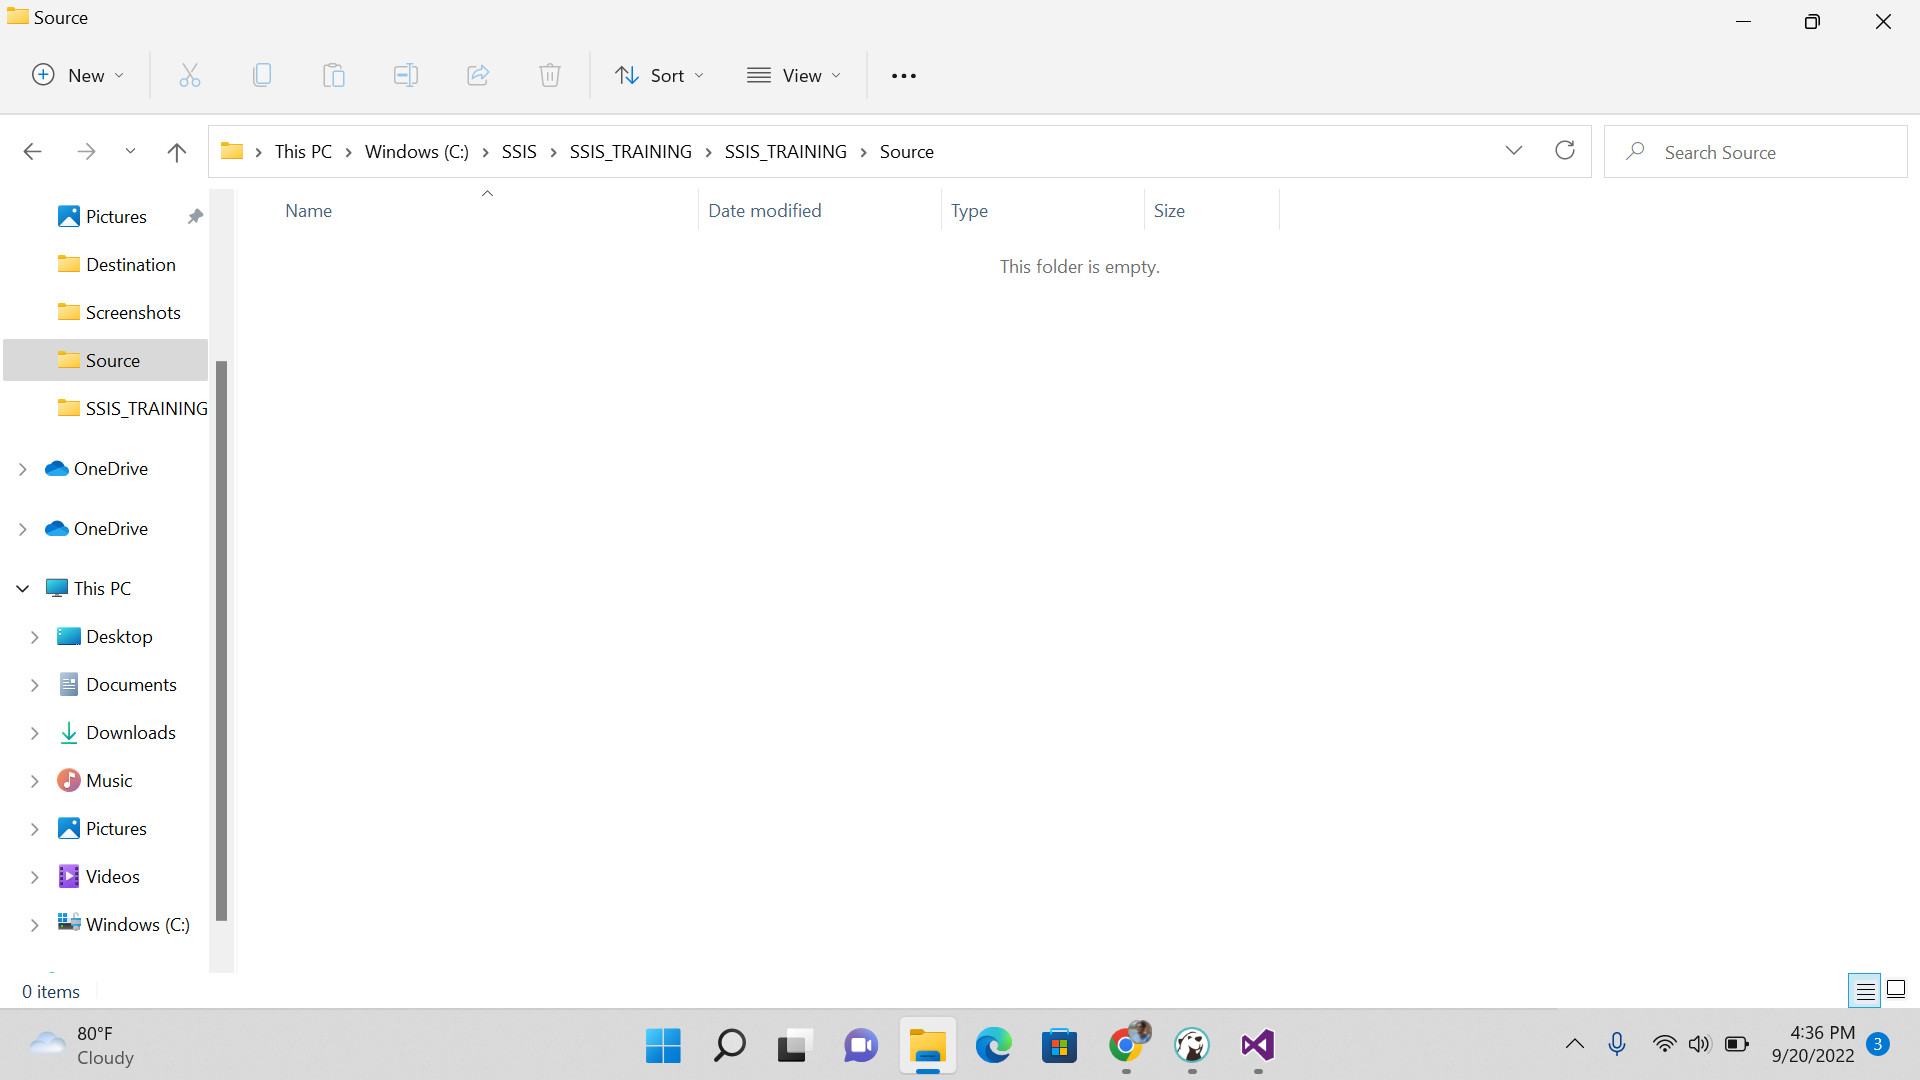 Source
New
Sort
View
This PC
Windows (C:)
SSIS
SSIS_TRAINING
SSIS_TRAINING
Source
Search Source
Pictures
Destination
Screenshots
Source
SSIS_TRAINING
OneDrive
OneDrive
This PC
Desktop
Documents
Downloads
Music
Pictures
Videos
Windows (C:)
Name
Date modified
Type
Size
This folder is empty.
0 items
80°F
Cloudy
4:36 PM
9/20/2022
3